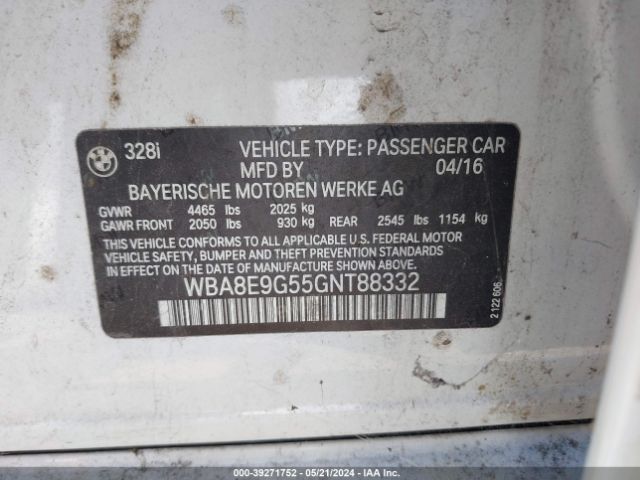 328i VEHICLE TYPE: PASSENGER CAR
MFD BY 04/16
BAYERISCHE MOTOREN WERKE AG
GVWR 4465 lbs 2025 kg
GAWR FRONT 2050 lbs 930 kg REAR 2545 lbs 1154 kg
THIS VEHICLE CONFORMS TO ALL APPLICABLE U.S. FEDERAL MOTOR
VEHICLE SAFETY, BUMPER AND THEFT PREVENTION STANDARDS
IN EFFECT ON THE DATE OF MANUFACTURE SHOWN ABOVE.
WBA8E9G55GNT88332
2 122 606
000-39271752 - 05/21/2024 - IAA Inc.